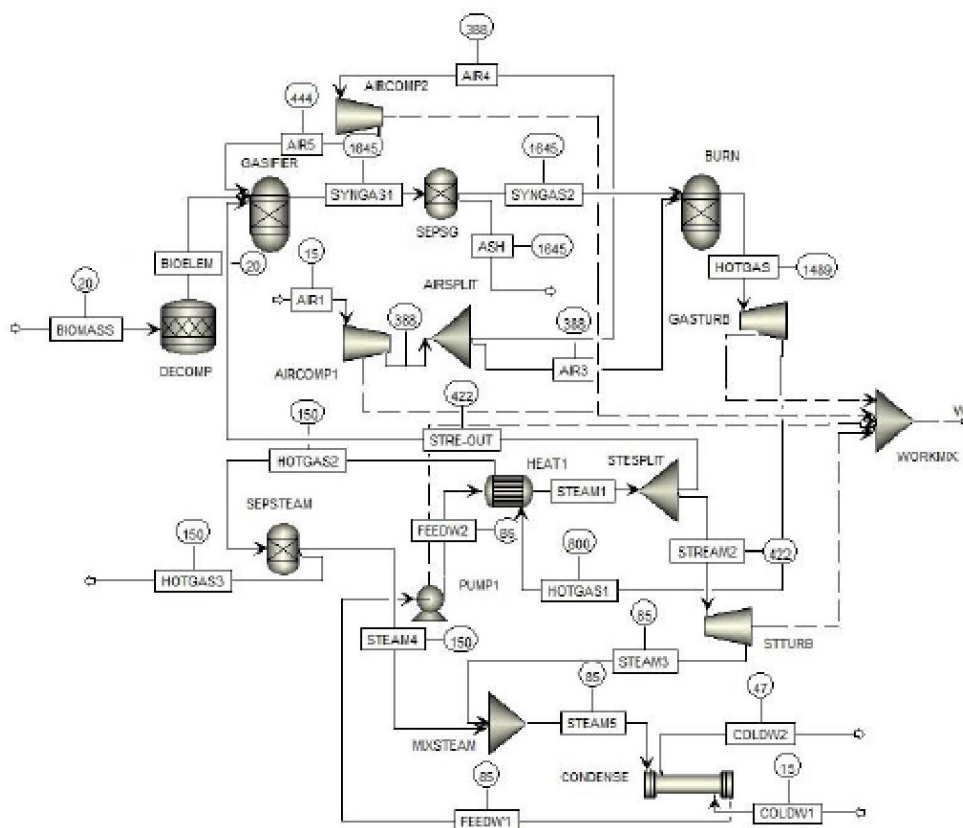 388
AIR4
AIRCOMP2
444
AIR5
GASIFIER
1645
SYNGAS1
1645
SYNGAS2
BURN
SEPSG
ASH
1645
BIOELEM
20
15
HOTGAS
1489
20
BIOMASS
AIR1
AIRSPLIT
388
388
GASTURB
DECOMP
AIRCOMP1
AIR3
422
150
STRE-OUT
W
HOTGAS2
HEAT1
STESPLIT
WORKMIX
STEAM1
SEPSTEAM
FEEDW2
86
800
STREAM2
422
150
HOTGAS3
PUMP1
HOTGAS1
85
STEAM4
150
STTURB
STEAM3
85
47
STEAM5
COLDW2
MIXSTEAM
CONDENSE
85
15
FEEDW1
COLDW1